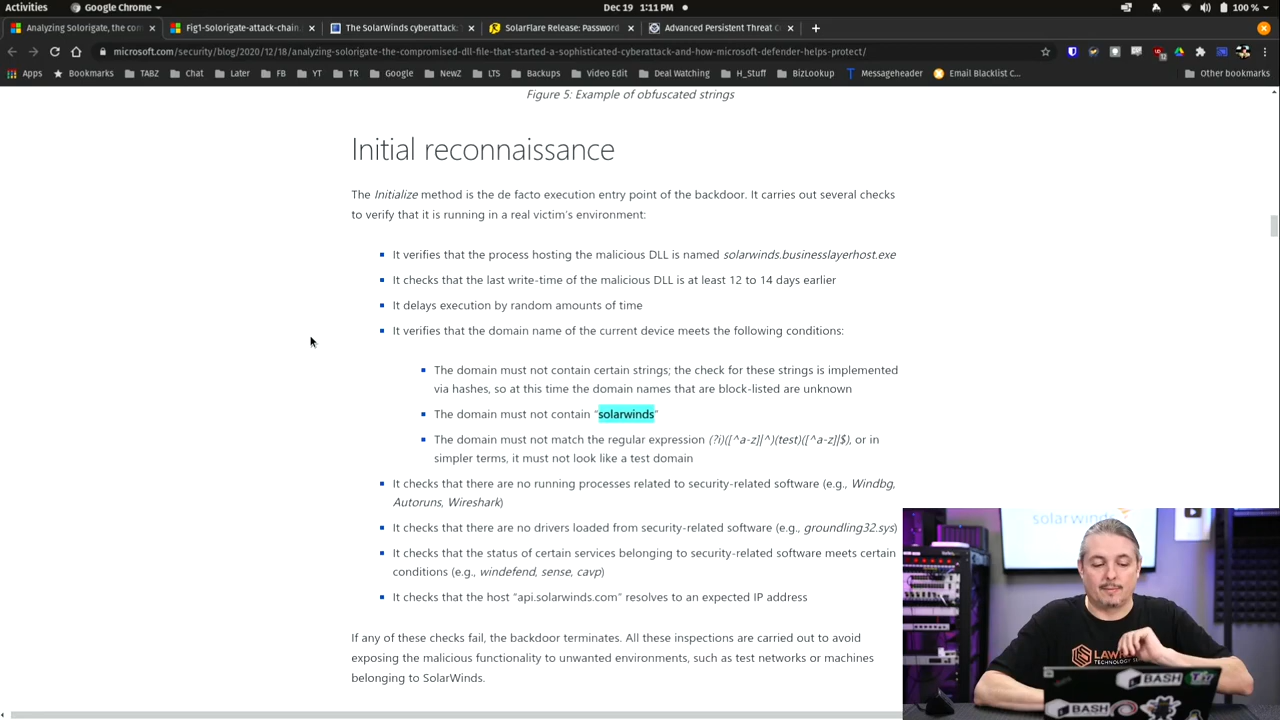 Activities
Google Chrome
Dec 19 1:11 PM
100 %
Analyzing Solorigate, the com
Fig1-Solorigate-attack-chain.
The SolarWinds cyberattack:
SolarFlare Release: Password
Advanced Persistent Threat C
microsoft.com/security/blog/2020/12/18/analyzing-solorigate-the-compromised-dll-file-that-started-a-sophisticated-cyberattack-and-how-microsoft-defender-helps-protect/
Apps Bookmarks TABZ Chat Later FB YT TR Google NewZ LTS Backups Video Edit Deal Watching H_Stuff BizLookup Messageheader Email Blacklist C... Other bookmarks
Figure 5: Example of obfuscated strings
Initial reconnaissance
The Initialize method is the de facto execution entry point of the backdoor. It carries out several checks
to verify that it is running in a real victim's environment:
It verifies that the process hosting the malicious DLL is named solarwinds.businesslayerhost.exe
It checks that the last write-time of the malicious DLL is at least 12 to 14 days earlier
It delays execution by random amounts of time
It verifies that the domain name of the current device meets the following conditions:
The domain must not contain certain strings; the check for these strings is implemented
via hashes, so at this time the domain names that are block-listed are unknown
The domain must not contain "solarwinds"
The domain must not match the regular expression (?i)([^a-z]|^)(test)([^a-z]|$), or in
simpler terms, it must not look like a test domain
It checks that there are no running processes related to security-related software (e.g., Windbg,
Autoruns, Wireshark)
It checks that there are no drivers loaded from security-related software (e.g., groundling32.sys)
It checks that the status of certain services belonging to security-related software meets certain
conditions (e.g., windefend, sense, cavp)
It checks that the host "api.solarwinds.com" resolves to an expected IP address
If any of these checks fail, the backdoor terminates. All these inspections are carried out to avoid
exposing the malicious functionality to unwanted environments, such as test networks or machines
belonging to SolarWinds.
solarwinds
BASH
BASH